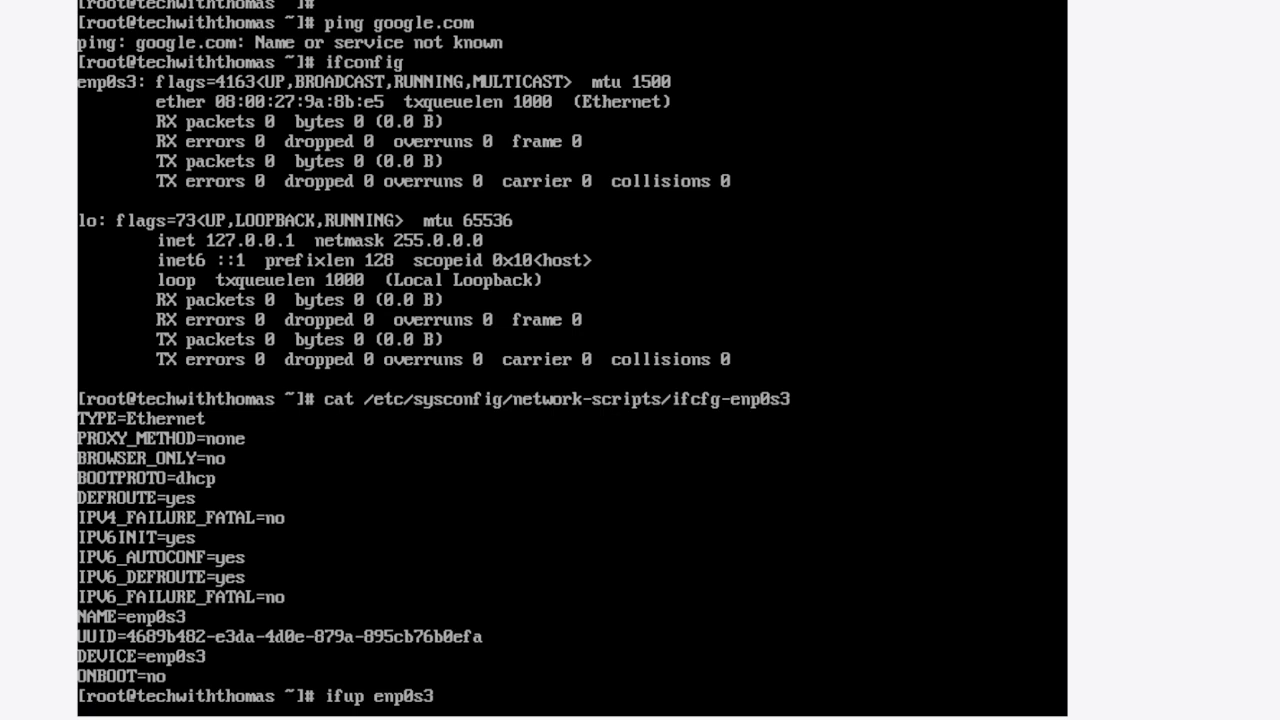 [root@techwiththomas ~]#
[root@techwiththomas ~]# ping google.com
ping: google.com: Name or service not known
[root@techwiththomas ~]# ifconfig
enp0s3: flags=4163<UP,BROADCAST,RUNNING,MULTICAST>  mtu 1500
        ether 08:00:27:9a:8b:e5  txqueuelen 1000  (Ethernet)
        RX packets 0  bytes 0 (0.0 B)
        RX errors 0  dropped 0  overruns 0  frame 0
        TX packets 0  bytes 0 (0.0 B)
        TX errors 0  dropped 0 overruns 0  carrier 0  collisions 0

lo: flags=73<UP,LOOPBACK,RUNNING>  mtu 65536
        inet 127.0.0.1  netmask 255.0.0.0
        inet6 ::1  prefixlen 128  scopeid 0x10<host>
        loop  txqueuelen 1000  (Local Loopback)
        RX packets 0  bytes 0 (0.0 B)
        RX errors 0  dropped 0  overruns 0  frame 0
        TX packets 0  bytes 0 (0.0 B)
        TX errors 0  dropped 0 overruns 0  carrier 0  collisions 0

[root@techwiththomas ~]# cat /etc/sysconfig/network-scripts/ifcfg-enp0s3
TYPE=Ethernet
PROXY_METHOD=none
BROWSER_ONLY=no
BOOTPROTO=dhcp
DEFROUTE=yes
IPV4_FAILURE_FATAL=no
IPV6INIT=yes
IPV6_AUTOCONF=yes
IPV6_DEFROUTE=yes
IPV6_FAILURE_FATAL=no
NAME=enp0s3
UUID=4689b482-e3da-4d0e-879a-895cb76b0efa
DEVICE=enp0s3
ONBOOT=no
[root@techwiththomas ~]# ifup enp0s3